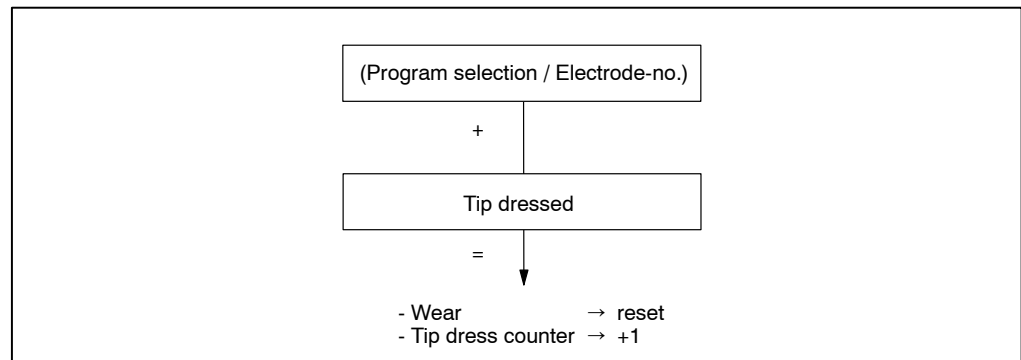 (Program selection / Electrode-no.)
+
Tip dressed
=
- Wear → reset
- Tip dress counter → +1